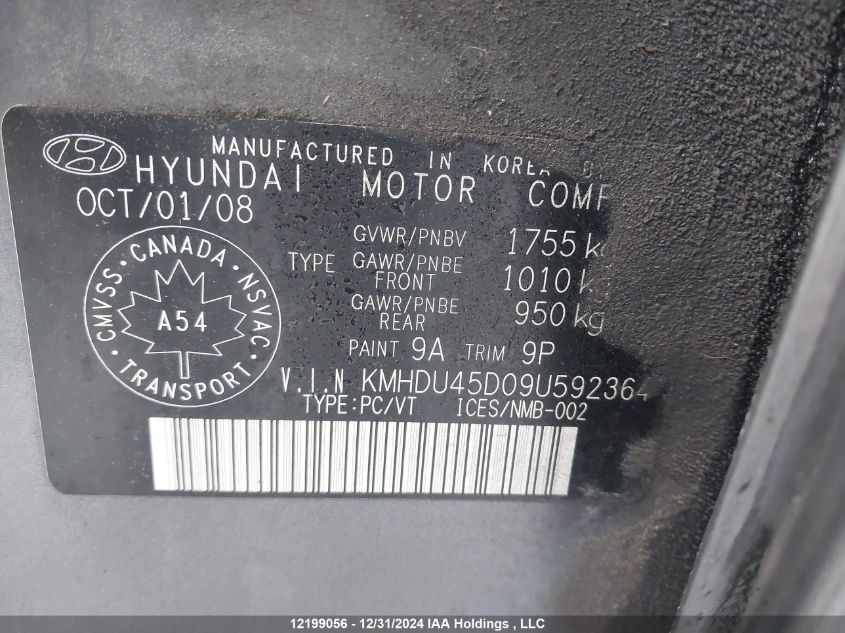 MANUFACTURED IN KOREA B
HYUNDAI MOTOR COMP
OCT/01/08
GVWR/PNBV 1755 k
TYPE GAWR/PNBE FRONT 1010 k
GAWR/PNBE REAR 950 kg
PAINT 9A TRIM 9P
CMVSS · CANADA · NSVAC · TRANSPORT ·
A54
V.I.N KMHDU45D09U592364
TYPE:PC/VT ICES/NMB-002
12199056 - 12/31/2024 IAA Holdings , LLC